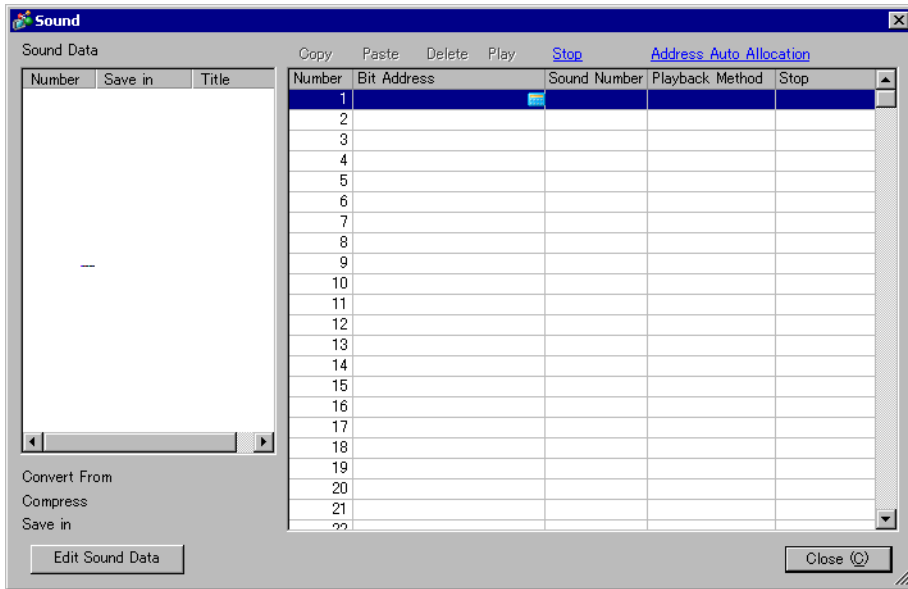 Sound
Sound Data
Copy Paste Delete Play Stop Address Auto Allocation
Number Save in Title
Number Bit Address Sound Number Playback Method Stop
1
2
3
4
5
6
7
8
9
10
11
12
13
14
15
16
17
18
19
20
21
22
Convert From
Compress
Save in
Edit Sound Data
Close (C)